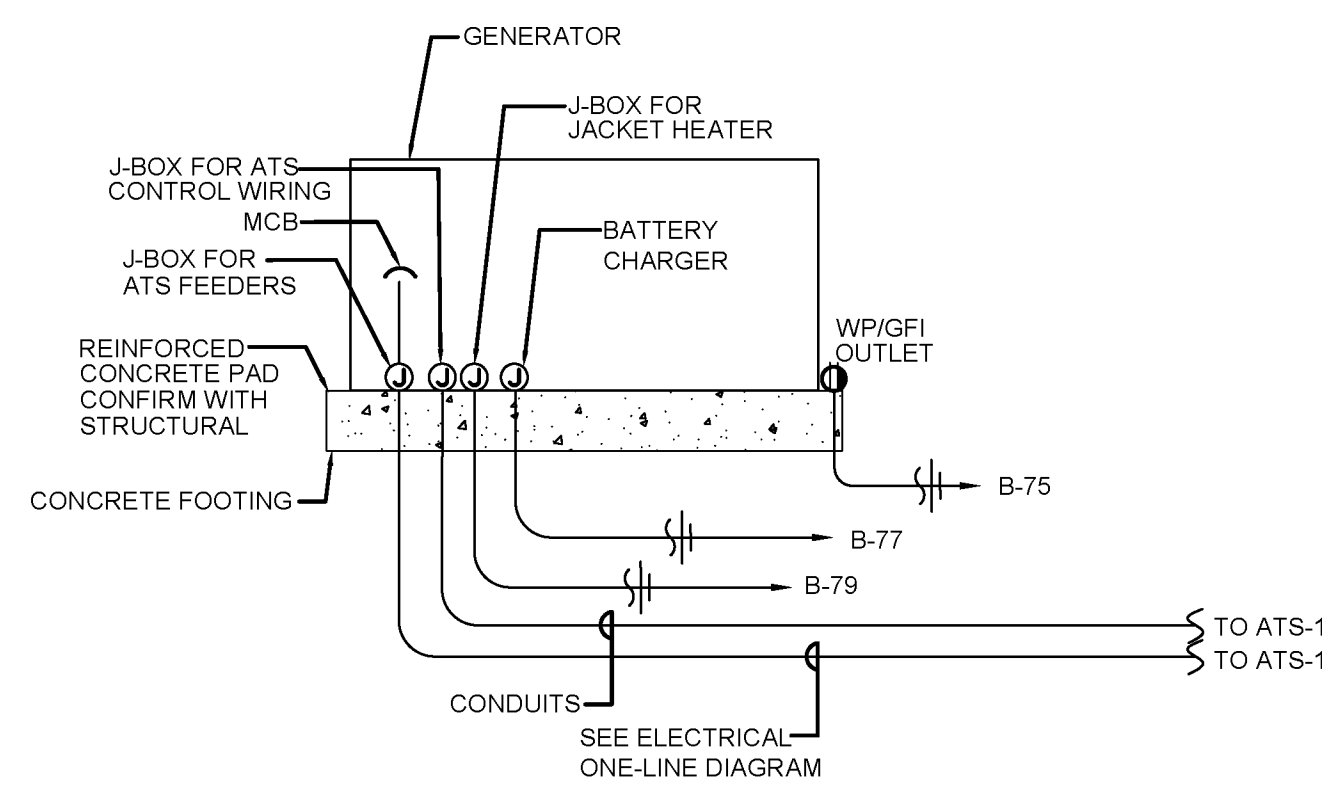 GENERATOR
J-BOX FOR
JACKET HEATER
J-BOX FOR ATS
CONTROL WIRING
MCB
BATTERY
CHARGER
J-BOX FOR
ATS FEEDERS
WP/GFI
OUTLET
REINFORCED
CONCRETE PAD
CONFIRM WITH
STRUCTURAL
J
J
J
J
CONCRETE FOOTING
B-75
B-77
B-79
TO ATS-1
TO ATS-1
CONDUITS
SEE ELECTRICAL
ONE-LINE DIAGRAM